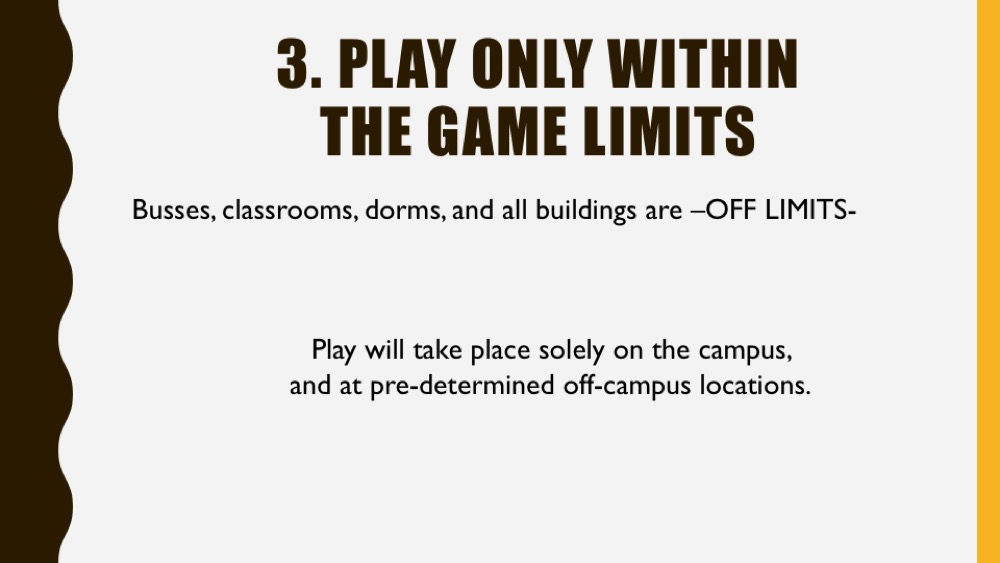 3. PLAY ONLY WITHIN
THE GAME LIMITS
Busses, classrooms, dorms, and all buildings are –OFF LIMITS-
Play will take place solely on the campus,
and at pre-determined off-campus locations.